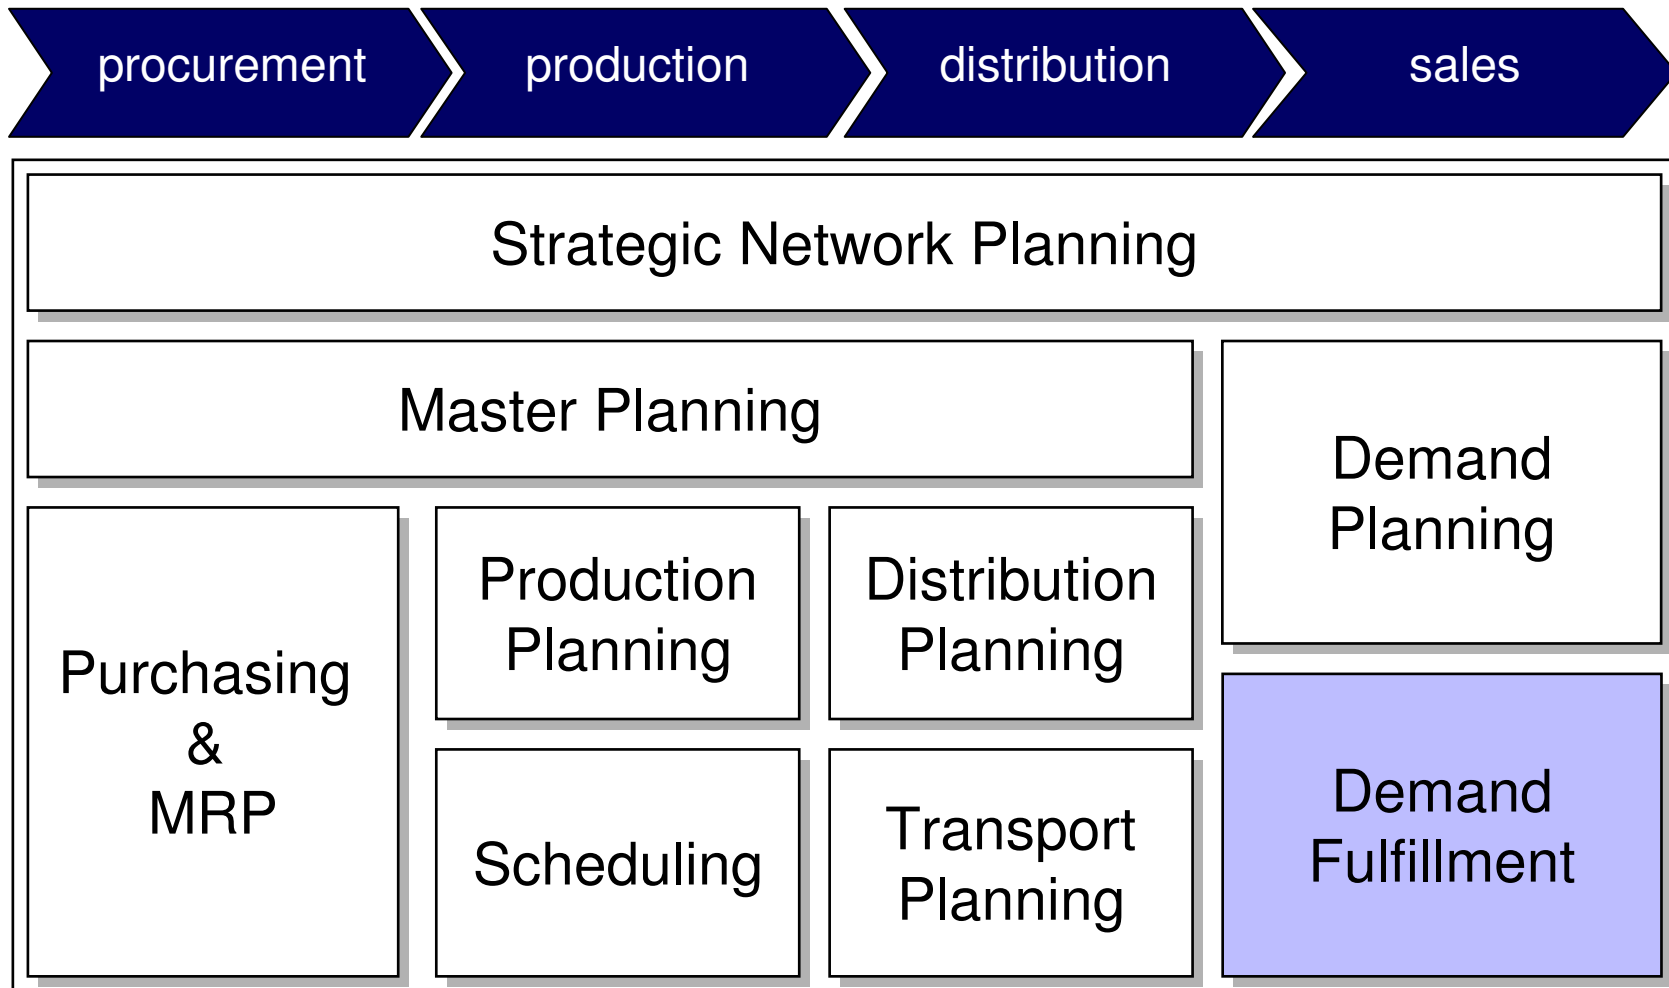 procurement
production
distribution
sales
Strategic Network Planning
Master Planning
Demand
Planning
Purchasing
&
MRP
Production
Planning
Distribution
Planning
Scheduling
Transport
Planning
Demand
Fulfillment